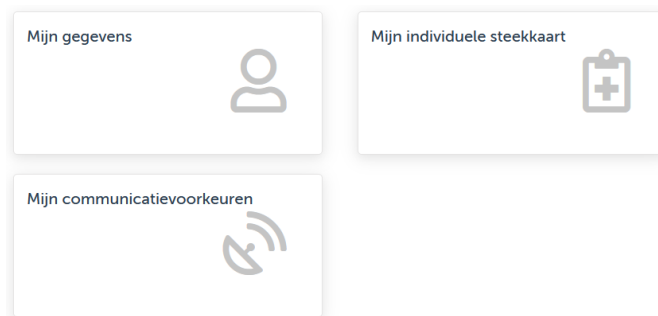 Mijn gegevens
Mijn individuele steekkaart
Mijn communicatievoorkeuren